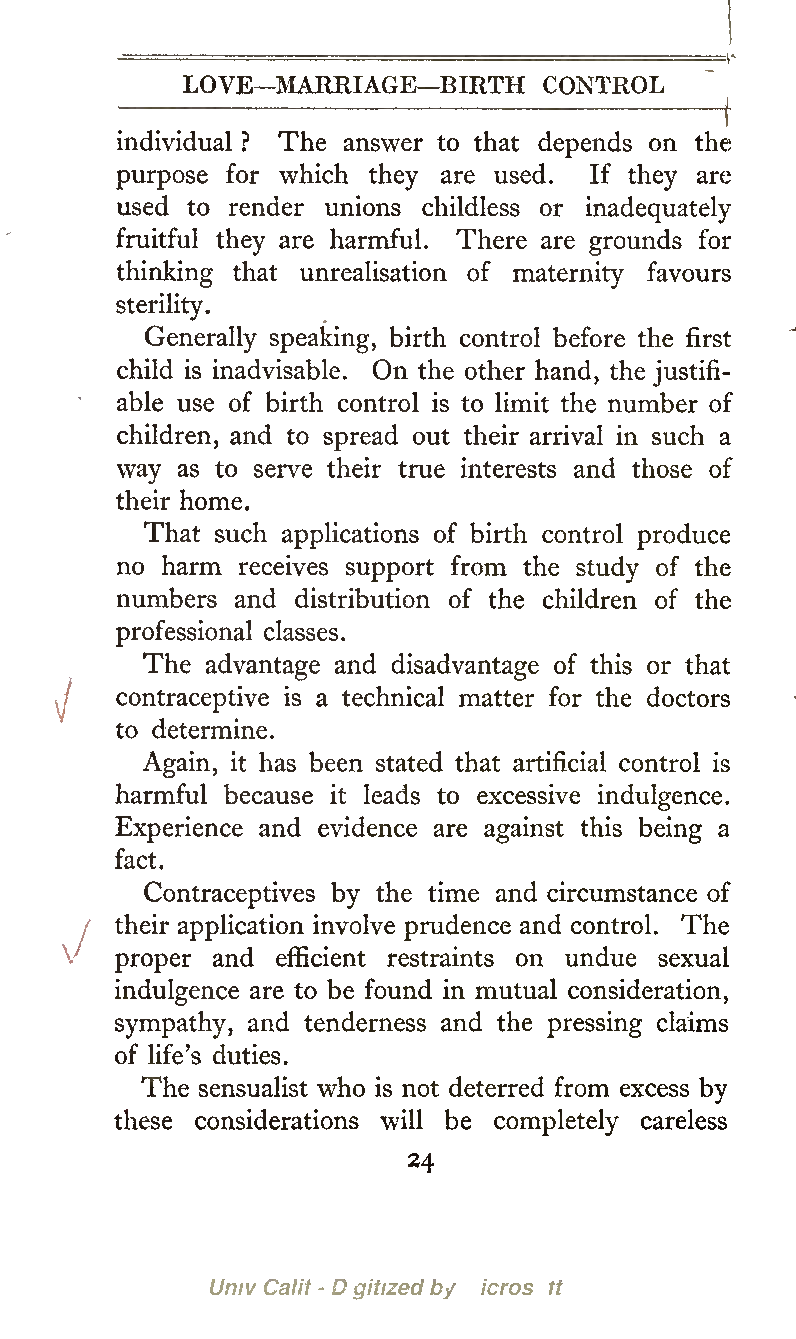 LOVE—MARRIAGE—BIRTH CONTROL
individual? The answer to that depends on the
purpose for which they are used. If they are
used to render unions childless or inadequately
fruitful they are harmful. There are grounds for
thinking that unrealisation of maternity favours
sterility.
Generally speaking, birth control before the first
child is inadvisable. On the other hand, the justifi-
able use of birth control is to limit the number of
children, and to spread out their arrival in such a
way as to serve their true interests and those of
their home.
That such applications of birth control produce
no harm receives support from the study of the
numbers and distribution of the children of the
professional classes.
The advantage and disadvantage of this or that
contraceptive is a technical matter for the doctors
to determine.
Again, it has been stated that artificial control is
harmful because it leads to excessive indulgence.
Experience and evidence are against this being a
fact.
Contraceptives by the time and circumstance of
their application involve prudence and control. The
proper and efficient restraints on undue sexual
indulgence are to be found in mutual consideration,
sympathy, and tenderness and the pressing claims
of life's duties.
The sensualist who is not deterred from excess by
these considerations will be completely careless
24
Univ Calif - D gitized by